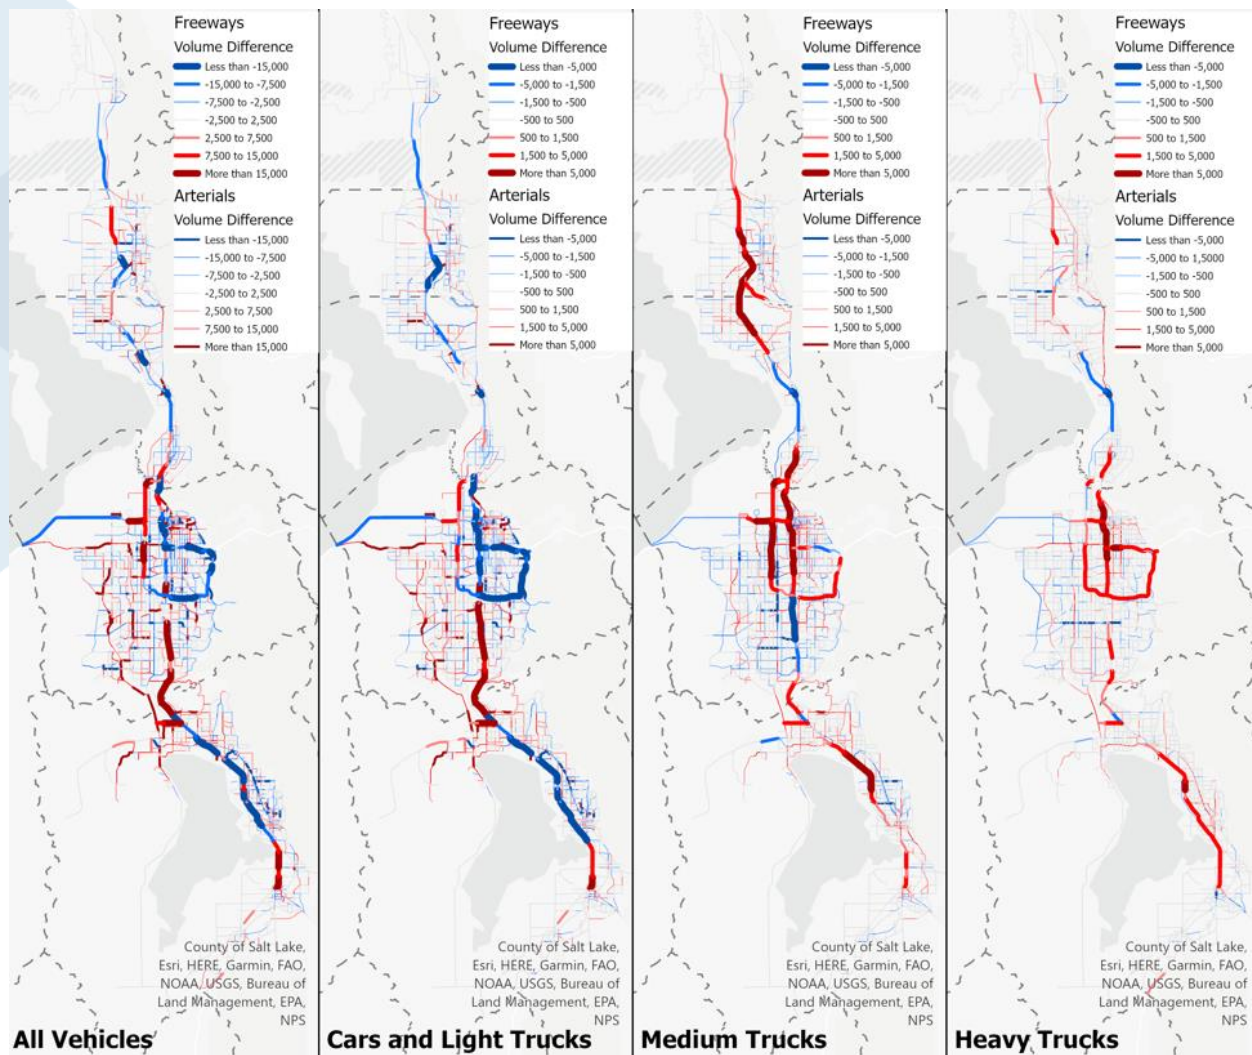 Freeways
Volume Difference
Less than -15,000
-15,000 to -7,500
-7,500 to -2,500
-2,500 to 2,500
2,500 to 7,500
7,500 to 15,000
More than 15,000
Arterials
Volume Difference
Less than -15,000
-15,000 to -7,500
-7,500 to -2,500
-2,500 to 2,500
2,500 to 7,500
7,500 to 15,000
More than 15,000
County of Salt Lake,
Esri, HERE, Garmin, FAO,
NOAA, USGS, Bureau of
Land Management, EPA,
NPS
All Vehicles
Freeways
Volume Difference
Less than -5,000
-5,000 to -1,500
-1,500 to -500
-500 to 500
500 to 1,500
1,500 to 5,000
More than 5,000
Arterials
Volume Difference
Less than -5,000
-5,000 to -1,500
-1,500 to -500
-500 to 500
500 to 1,500
1,500 to 5,000
More than 5,000
County of Salt Lake,
Esri, HERE, Garmin, FAO,
NOAA, USGS, Bureau of
Land Management, EPA,
NPS
Cars and Light Trucks
Freeways
Volume Difference
Less than -5,000
-5,000 to -1,500
-1,500 to -500
-500 to 500
500 to 1,500
1,500 to 5,000
More than 5,000
Arterials
Volume Difference
Less than -5,000
-5,000 to -1,500
-1,500 to -500
-500 to 500
500 to 1,500
1,500 to 5,000
More than 5,000
County of Salt Lake,
Esri, HERE, Garmin, FAO,
NOAA, USGS, Bureau of
Land Management, EPA,
NPS
Medium Trucks
Freeways
Volume Difference
Less than -5,000
-5,000 to -1,500
-1,500 to -500
-500 to 500
500 to 1,500
1,500 to 5,000
More than 5,000
Arterials
Volume Difference
Less than -5,000
-5,000 to -1,5000
-1,500 to -500
-500 to 500
500 to 1,500
1,500 to 5,000
More than 5,000
County of Salt Lake,
Esri, HERE, Garmin, FAO,
NOAA, USGS, Bureau of
Land Management, EPA,
NPS
Heavy Trucks